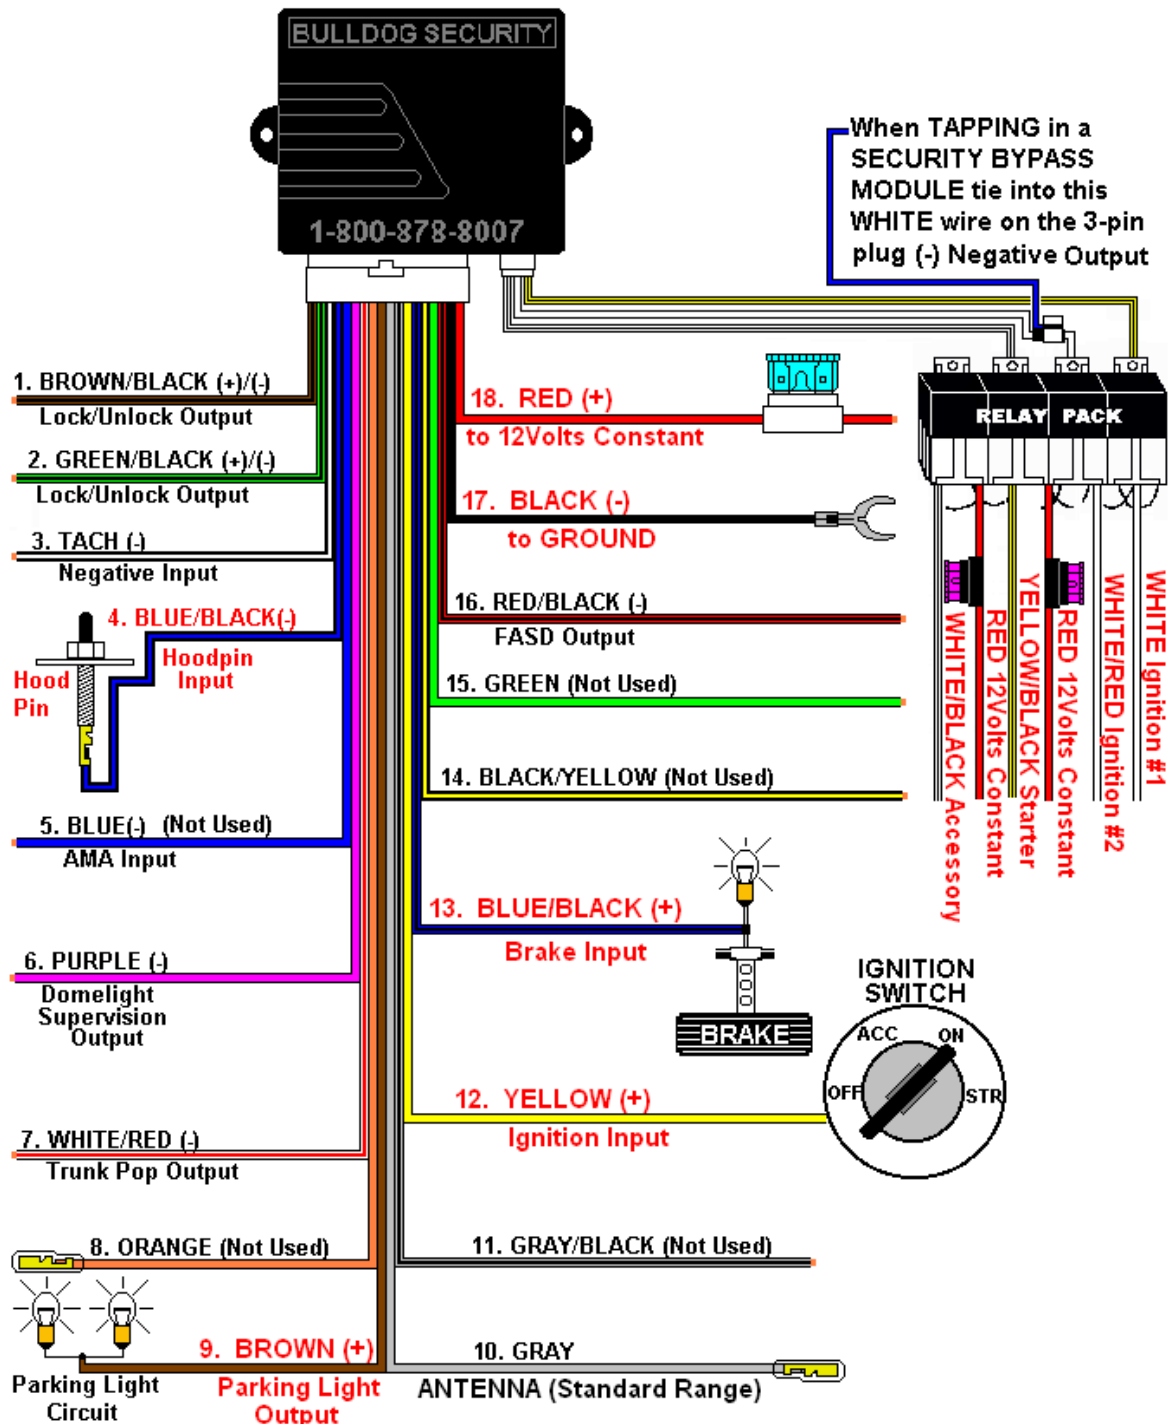 BULLDOG SECURITY
1-800-878-8007
When TAPPING in a
SECURITY BYPASS
MODULE tie into this
WHITE wire on the 3-pin
plug (-) Negative Output
1. BROWN/BLACK (+)/(-)
Lock/Unlock Output
2. GREEN/BLACK (+)/(-)
Lock/Unlock Output
3. TACH (-)
Negative Input
4. BLUE/BLACK(-)
Hoodpin
Input
Hood
Pin
5. BLUE(-) (Not Used)
AMA Input
6. PURPLE (-)
Domelight
Supervision
Output
7. WHITE/RED (-)
Trunk Pop Output
8. ORANGE (Not Used)
9. BROWN (+)
Parking Light
Output
Parking Light
Circuit
10. GRAY
ANTENNA (Standard Range)
11. GRAY/BLACK (Not Used)
12. YELLOW (+)
Ignition Input
13. BLUE/BLACK (+)
Brake Input
BRAKE
14. BLACK/YELLOW (Not Used)
15. GREEN (Not Used)
16. RED/BLACK (-)
FASD Output
17. BLACK (-)
to GROUND
18. RED (+)
to 12Volts Constant
RELAY PACK
WHITE/BLACK Accessory
RED 12Volts Constant
YELLOW/BLACK Starter
RED 12Volts Constant
WHITE/RED Ignition #2
WHITE Ignition #1
IGNITION
SWITCH
ACC
ON
OFF
STR